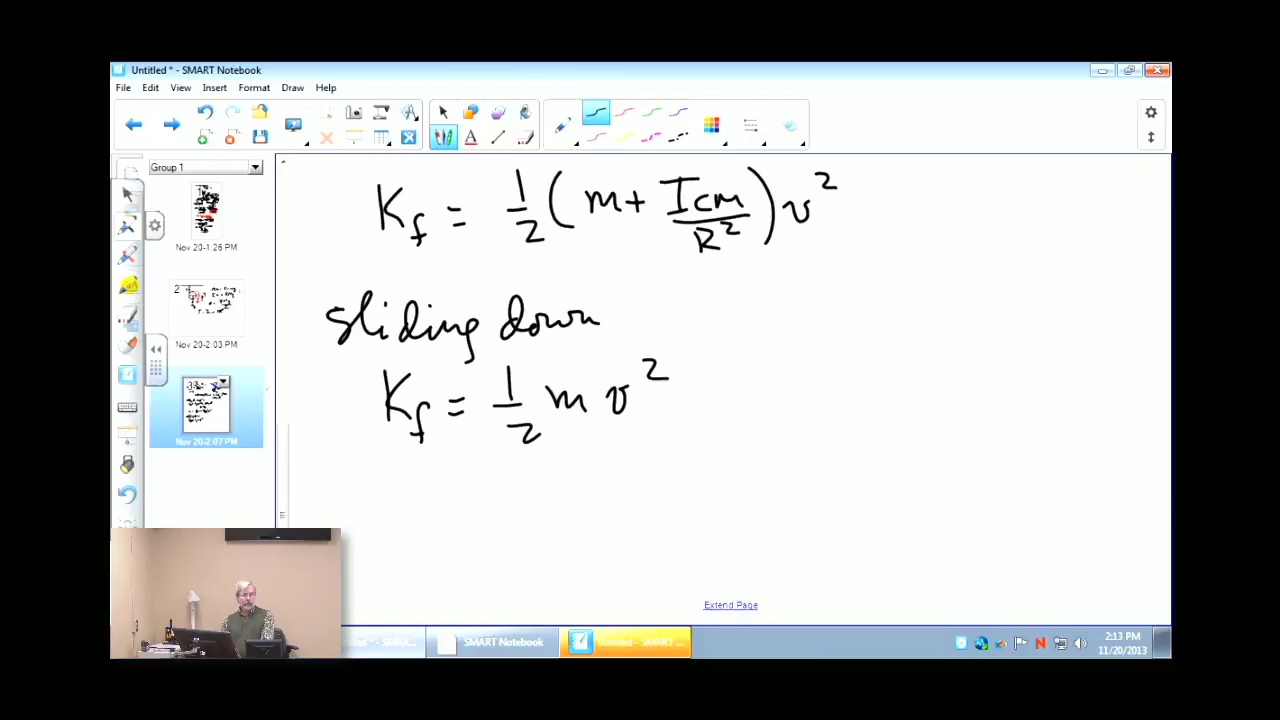 Untitled * - SMART Notebook
File Edit View Insert Format Draw Help
Group 1
Nov 20-1:26 PM
2
Nov 20-2:03 PM
Nov 20-2:07 PM
K_f = 1/2 ( m + I_cm/R^2 ) v^2
sliding down
K_f = 1/2 m v^2
Extend Page
SMART Notebook
2:13 PM
11/20/2013